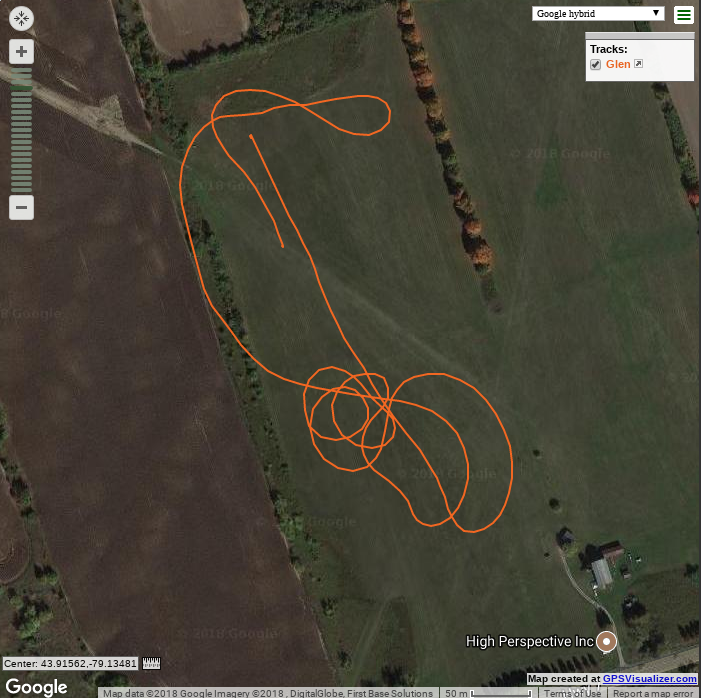 Google hybrid
Tracks:
Glen
© 2018 Google
2018 Google
B Google
© 2018 Google
© 2018 Google
© 2018 Google
High Perspective Inc
Center: 43.91562,-79.13481
Map created at GPSVisualizer.com
Google
Map data ©2018 Google Imagery ©2018 , DigitalGlobe, First Base Solutions
50 m
Terms of Use
Report a map error